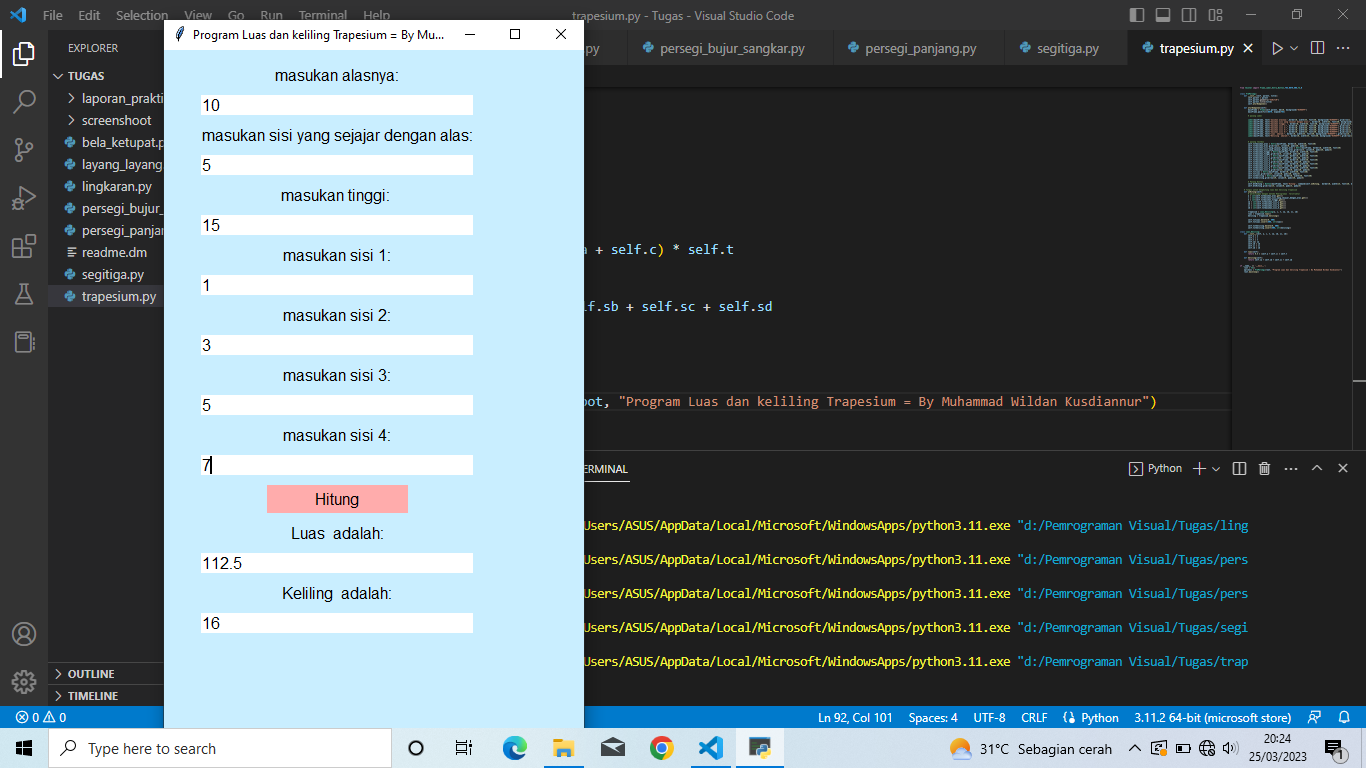 File Edit Selection View Go Run Terminal Help
trapesium.py - Tugas - Visual Studio Code
EXPLORER
TUGAS
laporan_prakti
screenshoot
bela_ketupat.p
layang_layang
lingkaran.py
persegi_bujur_
persegi_panjan
readme.dm
segitiga.py
trapesium.py
OUTLINE
TIMELINE
Program Luas dan keliling Trapesium = By Mu...
masukan alasnya:
10
masukan sisi yang sejajar dengan alas:
5
masukan tinggi:
15
masukan sisi 1:
1
masukan sisi 2:
3
masukan sisi 3:
5
masukan sisi 4:
7
Hitung
Luas adalah:
112.5
Keliling adalah:
16
.py persegi_bujur_sangkar.py persegi_panjang.py segitiga.py trapesium.py
a + self.c) * self.t
lf.sb + self.sc + self.sd
oot, "Program Luas dan keliling Trapesium = By Muhammad Wildan Kusdiannur")
ERMINAL
Python
Users/ASUS/AppData/Local/Microsoft/WindowsApps/python3.11.exe "d:/Pemrograman Visual/Tugas/ling
Users/ASUS/AppData/Local/Microsoft/WindowsApps/python3.11.exe "d:/Pemrograman Visual/Tugas/pers
Users/ASUS/AppData/Local/Microsoft/WindowsApps/python3.11.exe "d:/Pemrograman Visual/Tugas/pers
Users/ASUS/AppData/Local/Microsoft/WindowsApps/python3.11.exe "d:/Pemrograman Visual/Tugas/segi
Users/ASUS/AppData/Local/Microsoft/WindowsApps/python3.11.exe "d:/Pemrograman Visual/Tugas/trap
0 0
Ln 92, Col 101 Spaces: 4 UTF-8 CRLF Python 3.11.2 64-bit (microsoft store)
Type here to search
31°C Sebagian cerah
20:24
25/03/2023
1